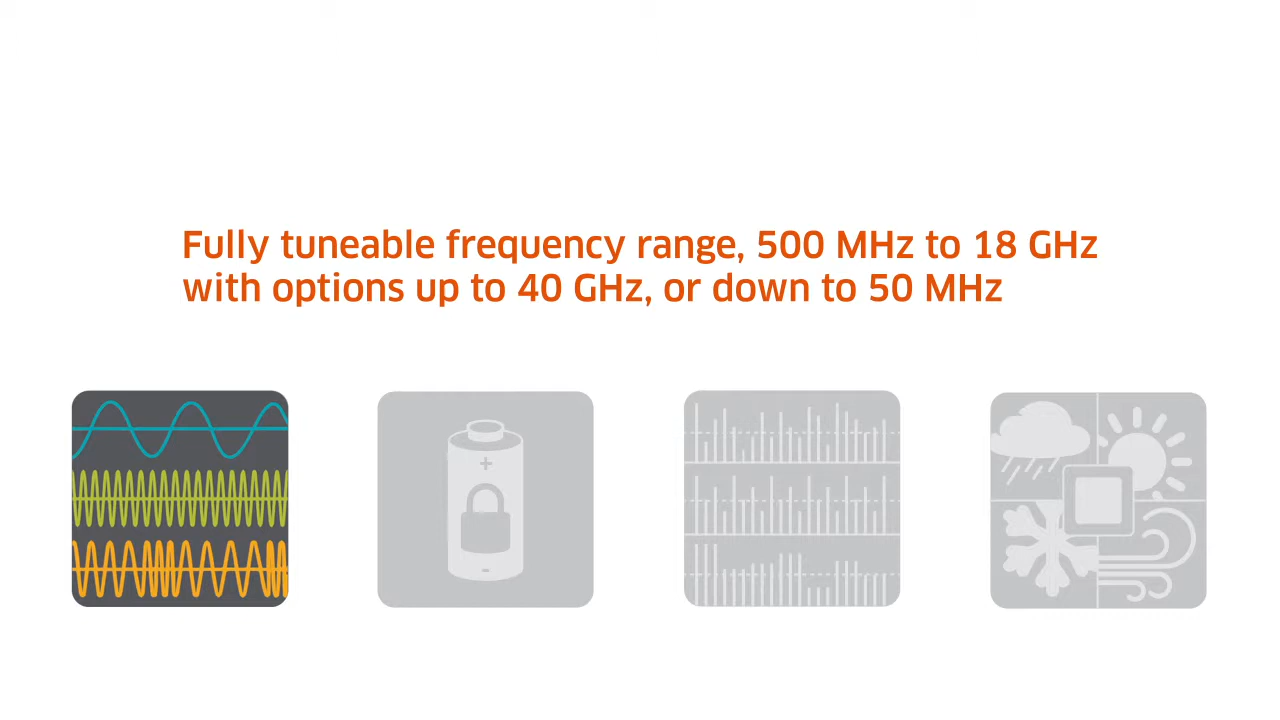 Fully tuneable frequency range, 500 MHz to 18 GHz
with options up to 40 GHz, or down to 50 MHz